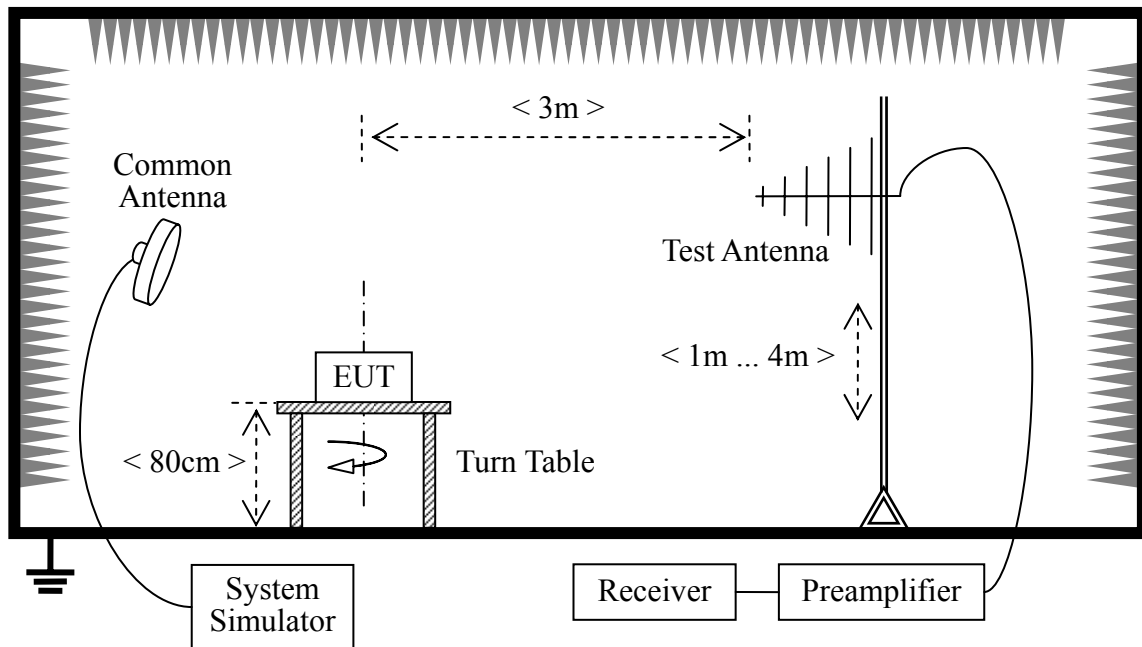 < 3m >
Common
Antenna
Test Antenna
< 1m ... 4m >
EUT
< 80cm >
Turn Table
System
Simulator
Receiver
Preamplifier